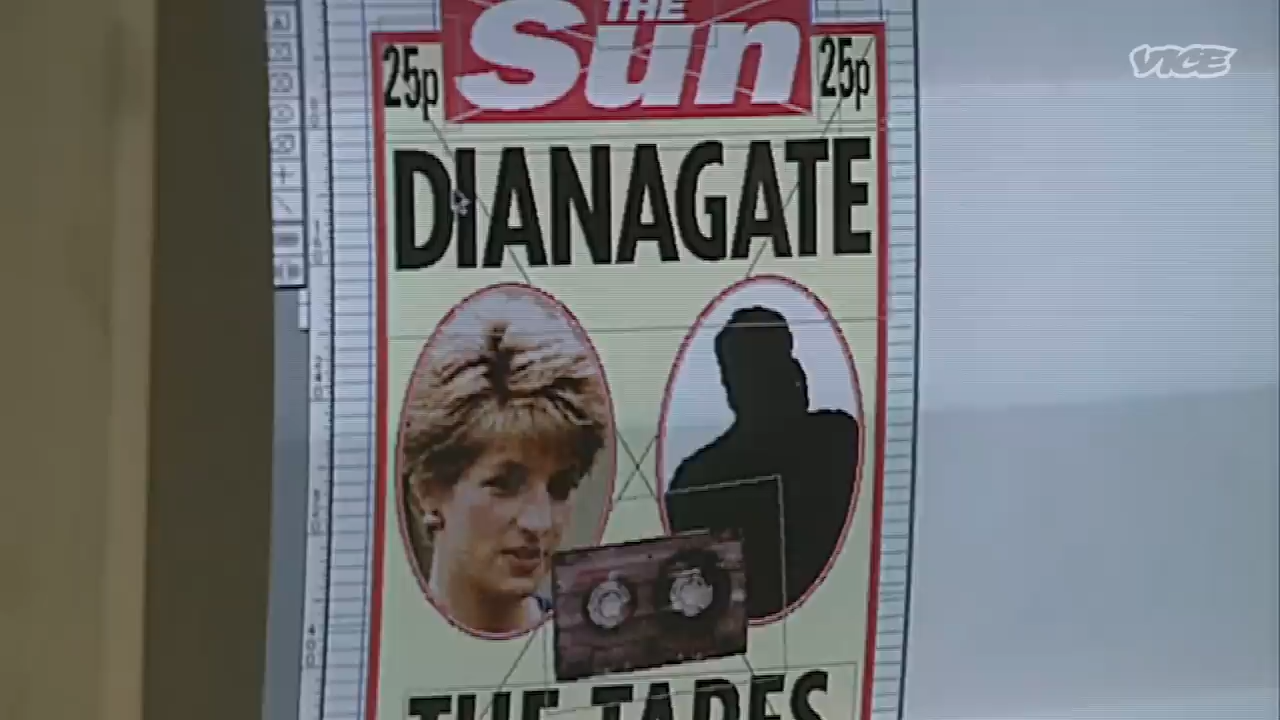 VICE
THE
Sun
25p
25p
DIANAGATE
THE TAPES